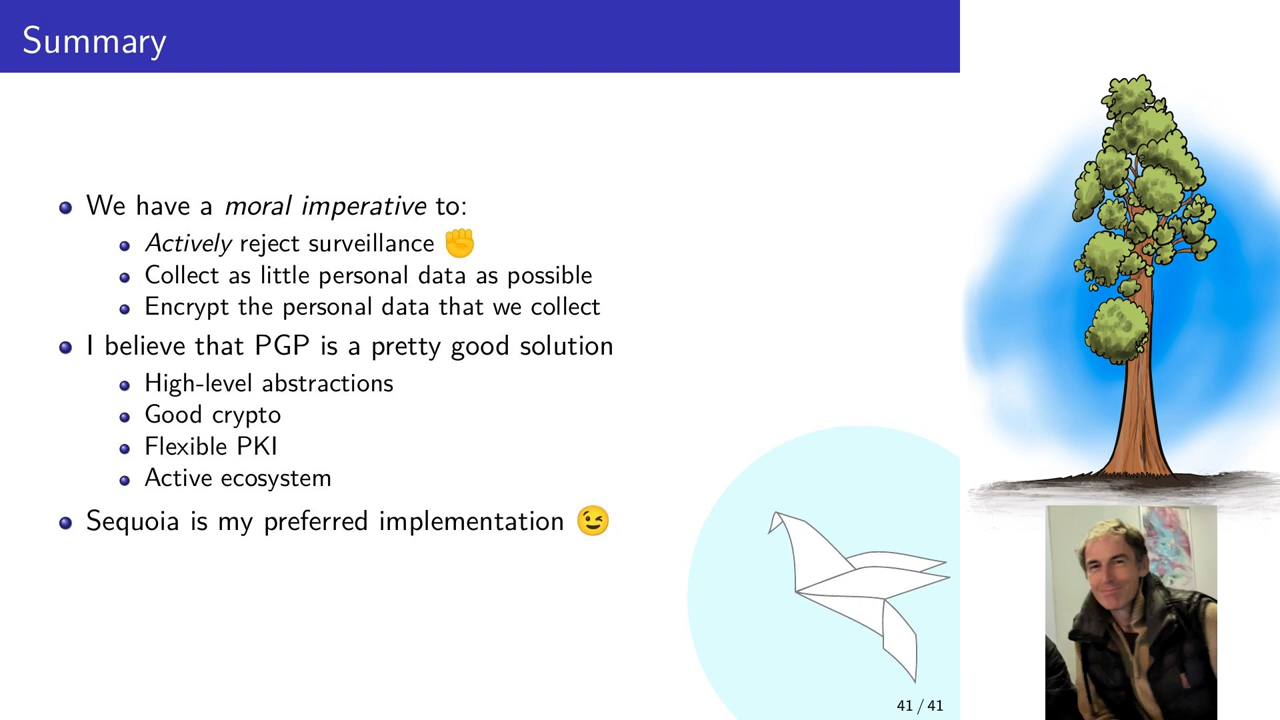 Summary
We have a moral imperative to:
Actively reject surveillance ✊
Collect as little personal data as possible
Encrypt the personal data that we collect
I believe that PGP is a pretty good solution
High-level abstractions
Good crypto
Flexible PKI
Active ecosystem
Sequoia is my preferred implementation 😉
41 / 41